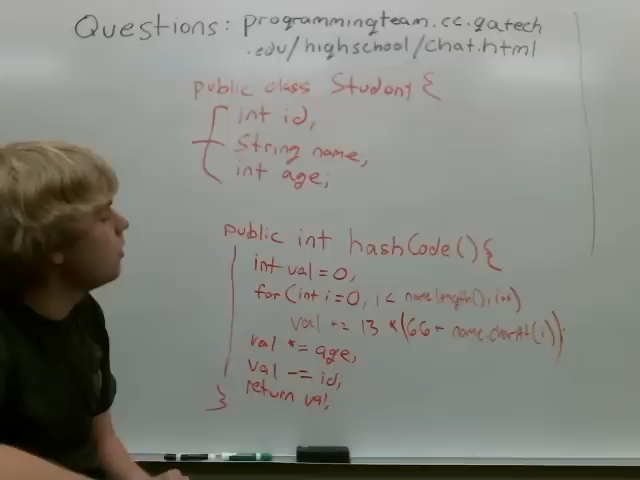 Questions: programmingteam.cc.gatech
.edu/highschool/chat.html
public class Student {
int id;
String name;
int age;
public int hashCode() {
int val = 0;
for (int i = 0; i < name.length(); i++)
val += 13 * (66 - name.charAt(i));
val *= age;
val -= id;
return val;
}